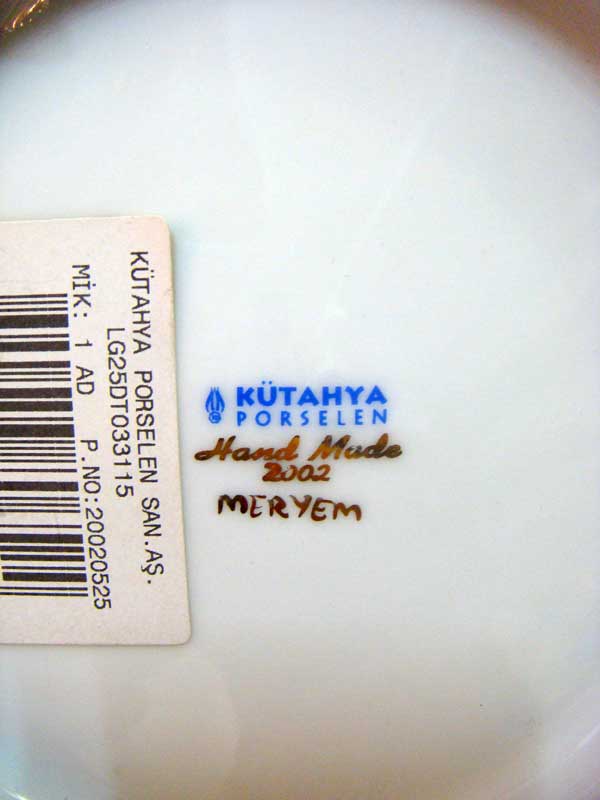 KÜTAHYA PORSELEN SAN.AŞ.
LG25DT033115
MİK: 1 AD P.NO:20020525
KÜTAHYA
PORSELEN
Hand Made
2002
MERYEM